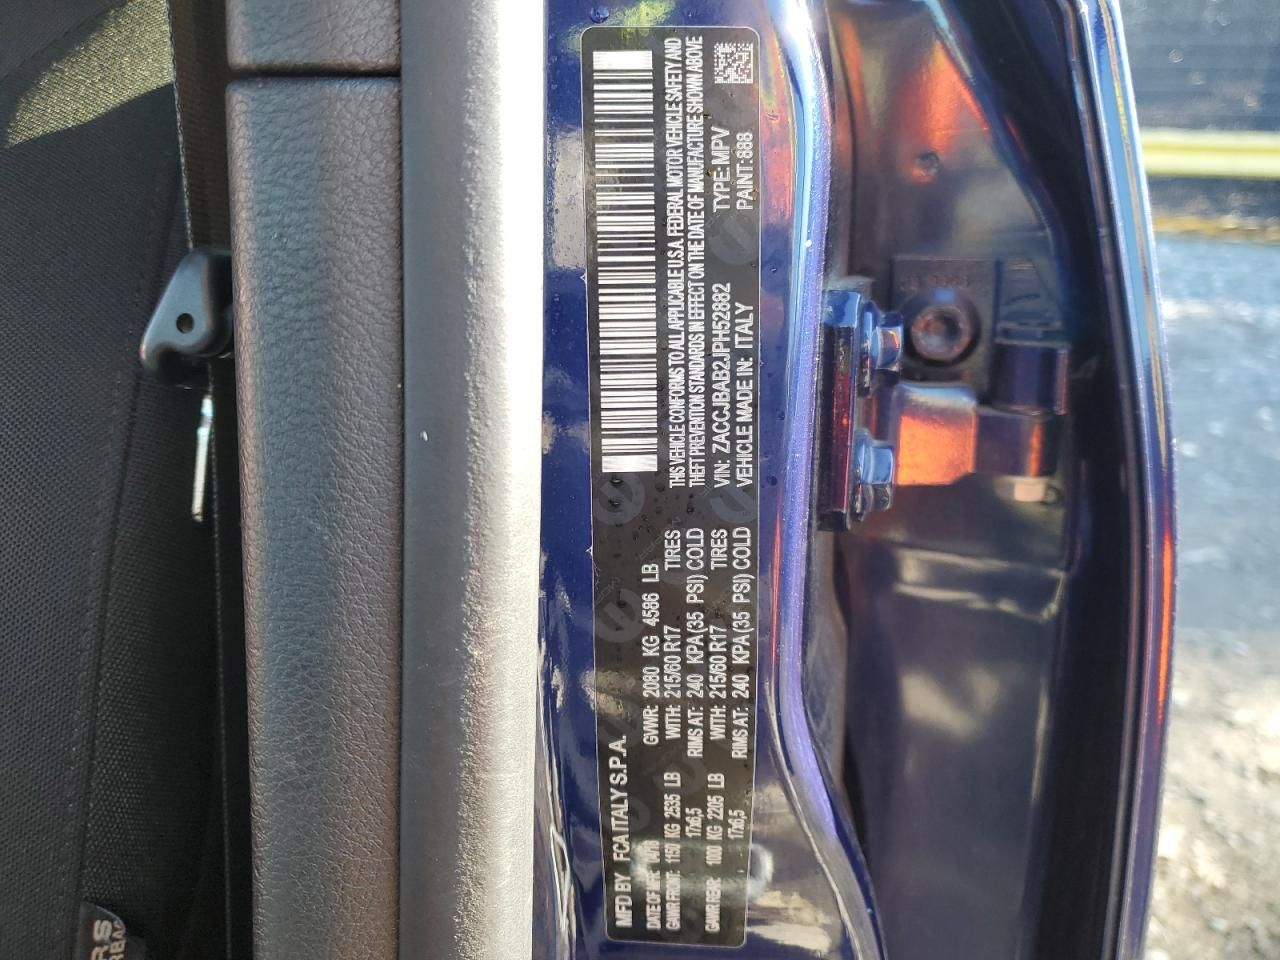 MFD BY FCA ITALY S.P.A.
DATE OF MFR:
GVWR: 2080 KG 4586 LB
GAWR FRONT: 1150 KG 2535 LB WITH: 215/60 R17 TIRES
17x6,5 RIMS AT: 240 KPA (35 PSI) COLD
GAWR REAR: 1000 KG 2205 LB WITH: 215/60 R17 TIRES
17x6,5 RIMS AT: 240 KPA (35 PSI) COLD
THIS VEHICLE CONFORMS TO ALL APPLICABLE U.S.A. FEDERAL MOTOR VEHICLE SAFETY AND
THEFT PREVENTION STANDARDS IN EFFECT ON THE DATE OF MANUFACTURE SHOWN ABOVE
VIN: ZACCJBAB2JPH52882 TYPE: MPV
VEHICLE MADE IN: ITALY PAINT: 888